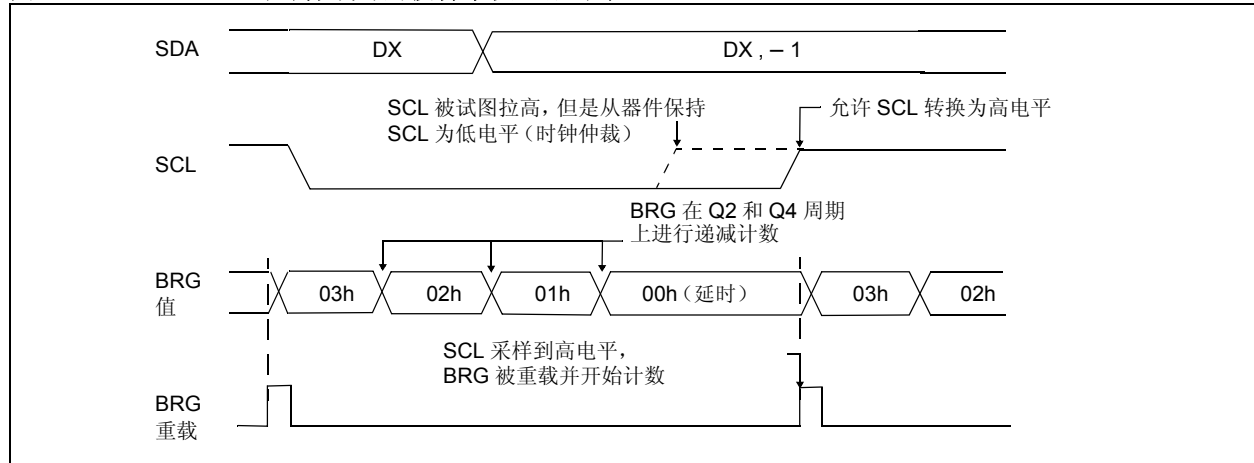 SDA
DX
DX , – 1
SCL 被试图拉高，但是从器件保持
SCL 为低电平（时钟仲裁）
允许 SCL 转换为高电平
SCL
BRG 在 Q2 和 Q4 周期
上进行递减计数
BRG
值
03h
02h
01h
00h（延时）
03h
02h
SCL 采样到高电平，
BRG 被重载并开始计数
BRG
重载